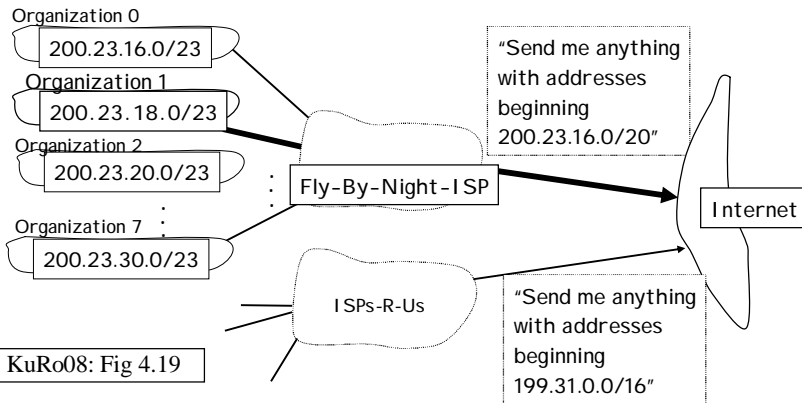 Organization 0
200.23.16.0/23
Organization 1
200.23.18.0/23
Organization 2
200.23.20.0/23
Organization 7
200.23.30.0/23
Fly-By-Night-ISP
“Send me anything
with addresses
beginning
200.23.16.0/20”
Internet
ISPs-R-Us
“Send me anything
with addresses
beginning
199.31.0.0/16”
KuRo08: Fig 4.19